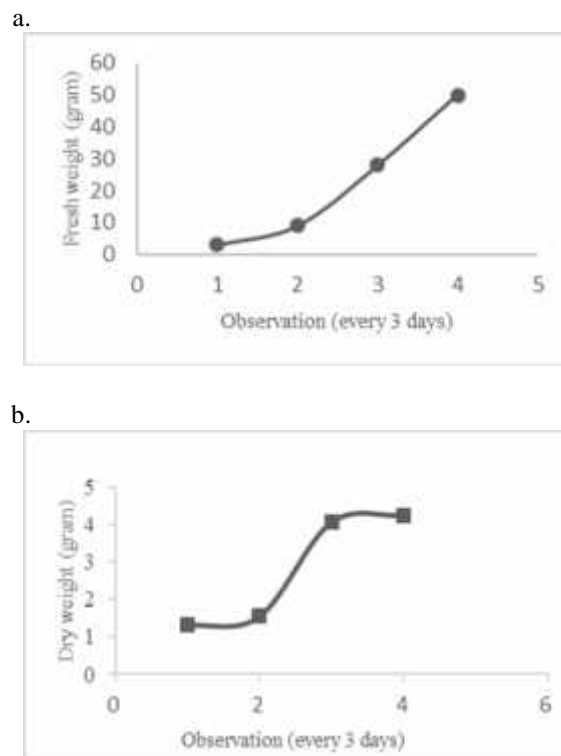 a.
60
50
40
30
20
10
0
Fresh weight (gram)
0 1 2 3 4 5
Observation (every 3 days)
b.
5
4
3
2
1
0
Dry weight (gram)
0 2 4 6
Observation (every 3 days)